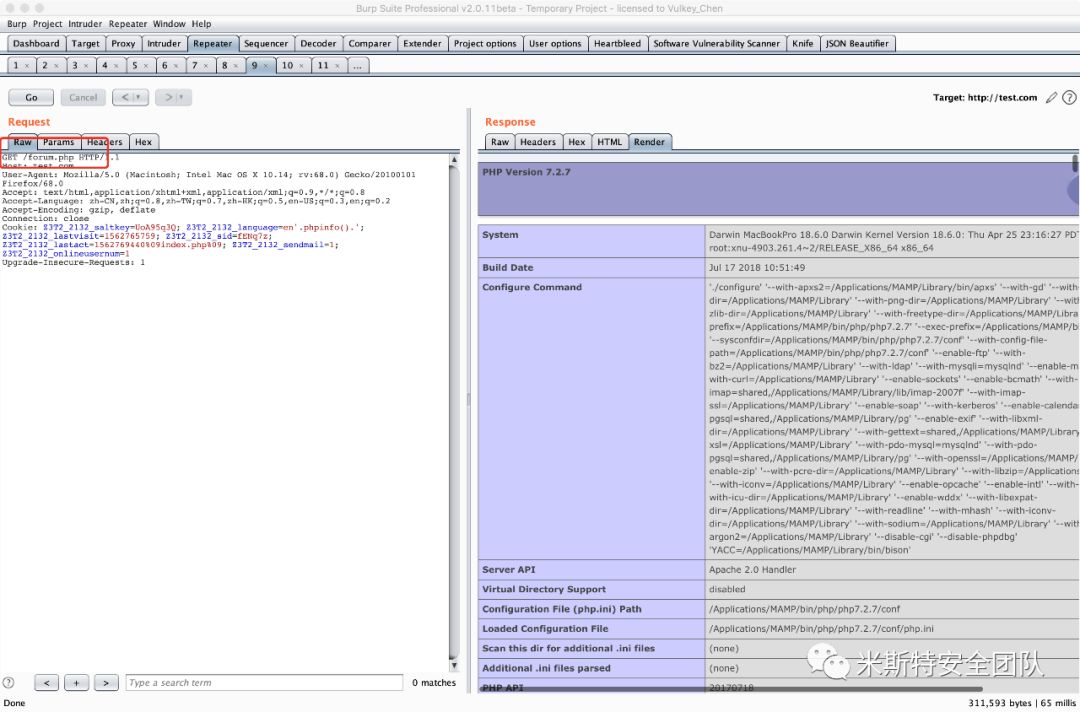 Burp Suite Professional v2.0.11beta - Temporary Project - licensed to Vulkey_Chen
Burp Project Intruder Repeater Window Help
Dashboard Target Proxy Intruder Repeater Sequencer Decoder Comparer Extender Project options User options Heartbleed Software Vulnerability Scanner Knife JSON Beautifier
1 × 2 × 3 × 4 × 5 × 6 × 7 × 8 × 9 × 10 × 11 × ...
Go Cancel < > Target: http://test.com ?
Request
Raw Params Headers Hex
GET /forum.php HTTP/1.1
Host: test.com
User-Agent: Mozilla/5.0 (Macintosh; Intel Mac OS X 10.14; rv:68.0) Gecko/20100101
Firefox/68.0
Accept: text/html,application/xhtml+xml,application/xml;q=0.9,*/*;q=0.8
Accept-Language: zh-CN,zh;q=0.8,zh-TW;q=0.7,zh-HK;q=0.5,en-US;q=0.3,en;q=0.2
Accept-Encoding: gzip, deflate
Connection: close
Cookie: Z3T2_2132_saltkey=UoA95q3Q; Z3T2_2132_language=en'.phpinfo().';
Z3T2_2132_lastvisit=1562765759; Z3T2_2132_sid=fENq7z;
Z3T2_2132_lastact=1562769440%09index.php%09; Z3T2_2132_sendmail=1;
Z3T2_2132_onlineusernum=1
Upgrade-Insecure-Requests: 1
Response
Raw Headers Hex HTML Render
PHP Version 7.2.7
System Darwin MacBookPro 18.6.0 Darwin Kernel Version 18.6.0: Thu Apr 25 23:16:27 PDT
root:xnu-4903.261.4~2/RELEASE_X86_64 x86_64
Build Date Jul 17 2018 10:51:49
Configure Command './configure' '--with-apxs2=/Applications/MAMP/Library/bin/apxs' '--with-gd' '--with-
dir=/Applications/MAMP/Library' '--with-png-dir=/Applications/MAMP/Library' '--with-
zlib-dir=/Applications/MAMP/Library' '--with-freetype-dir=/Applications/MAMP/Libra
prefix=/Applications/MAMP/bin/php/php7.2.7' '--exec-prefix=/Applications/MAMP/b
'--sysconfdir=/Applications/MAMP/bin/php/php7.2.7/conf' '--with-config-file-
path=/Applications/MAMP/bin/php/php7.2.7/conf' '--enable-ftp' '--with-
bz2=/Applications/MAMP/Library' '--with-ldap' '--with-mysqli=mysqlnd' '--enable-m
with-curl=/Applications/MAMP/Library' '--enable-sockets' '--enable-bcmath' '--with-
imap=shared,/Applications/MAMP/Library/lib/imap-2007f' '--with-imap-
ssl=/Applications/MAMP/Library' '--enable-soap' '--with-kerberos' '--enable-calenda
pgsql=shared,/Applications/MAMP/Library/pg' '--enable-exif' '--with-libxml-
dir=/Applications/MAMP/Library' '--with-gettext=shared,/Applications/MAMP/Library
xsl=/Applications/MAMP/Library' '--with-pdo-mysql=mysqlnd' '--with-pdo-
pgsql=shared,/Applications/MAMP/Library/pg' '--with-openssl=/Applications/MAMP/
enable-zip' '--with-pcre-dir=/Applications/MAMP/Library' '--with-libzip=/Applications
'--with-iconv=/Applications/MAMP/Library' '--enable-opcache' '--enable-intl' '--with-
with-icu-dir=/Applications/MAMP/Library' '--enable-wddx' '--with-libexpat-
dir=/Applications/MAMP/Library' '--with-readline' '--with-mhash' '--with-iconv-
dir=/Applications/MAMP/Library' '--with-sodium=/Applications/MAMP/Library' '--with
argon2=/Applications/MAMP/Library' '--disable-cgi' '--disable-phpdbg'
'YACC=/Applications/MAMP/Library/bin/bison'
Server API Apache 2.0 Handler
Virtual Directory Support disabled
Configuration File (php.ini) Path /Applications/MAMP/bin/php/php7.2.7/conf
Loaded Configuration File /Applications/MAMP/bin/php/php7.2.7/conf/php.ini
Scan this dir for additional .ini files (none)
Additional .ini files parsed (none)
PHP API 20170718
米斯特安全团队
? < + > Type a search term 0 matches
Done 311,593 bytes | 65 millis